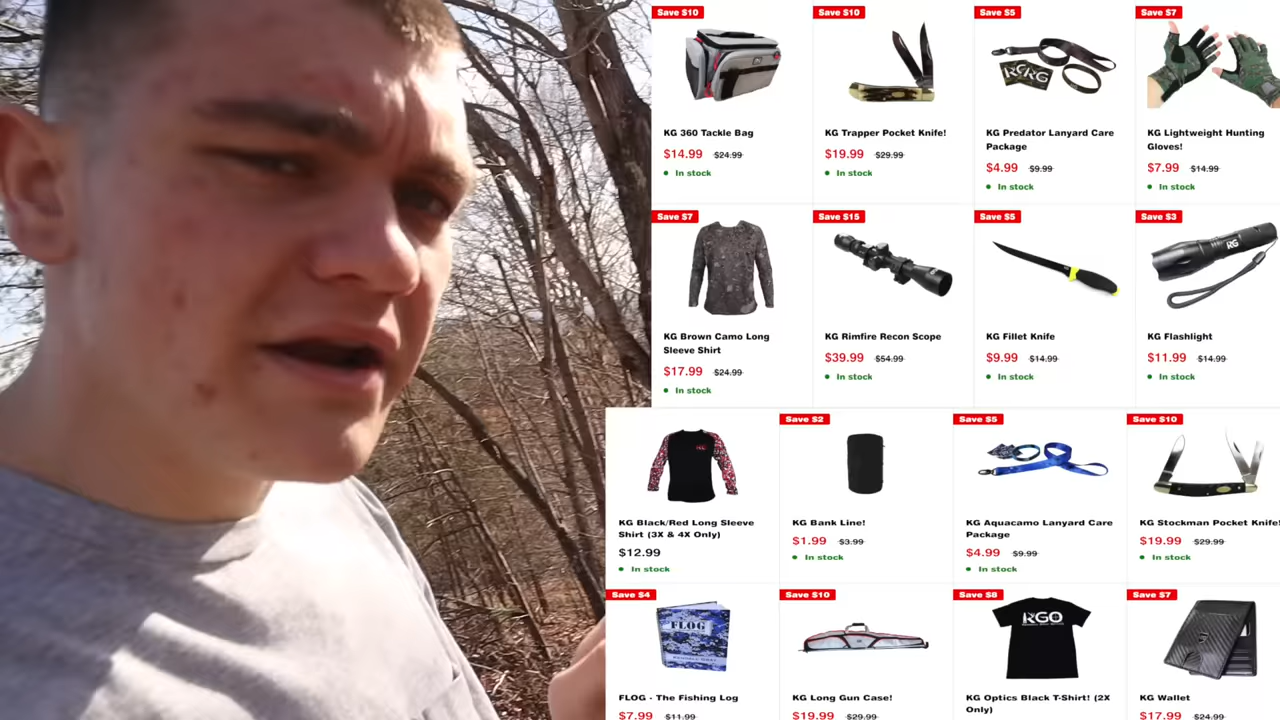 Save $10
Save $10
Save $5
Save $7
KG 360 Tackle Bag
$14.99 $24.99
In stock
KG Trapper Pocket Knife!
$19.99 $29.99
In stock
KG Predator Lanyard Care
Package
$4.99 $9.99
In stock
KG Lightweight Hunting
Gloves!
$7.99 $14.99
In stock
Save $7
Save $15
Save $5
Save $3
KG
KG Brown Camo Long
Sleeve Shirt
$17.99 $24.99
In stock
KG Rimfire Recon Scope
$39.99 $54.99
In stock
KG Fillet Knife
$9.99 $14.99
In stock
KG Flashlight
$11.99 $14.99
In stock
Save $2
Save $5
Save $10
KG Black/Red Long Sleeve
Shirt (3X & 4X Only)
$12.99
In stock
KG Bank Line!
$1.99 $3.99
In stock
KG Aquacamo Lanyard Care
Package
$4.99 $9.99
In stock
KG Stockman Pocket Knife!
$19.99 $29.99
In stock
Save $4
Save $10
Save $8
Save $7
FLOG
KGO
FLOG - The Fishing Log
$7.99 $11.99
KG Long Gun Case!
$19.99 $29.99
KG Optics Black T-Shirt! (2X
Only)
KG Wallet
$17.99 $24.99